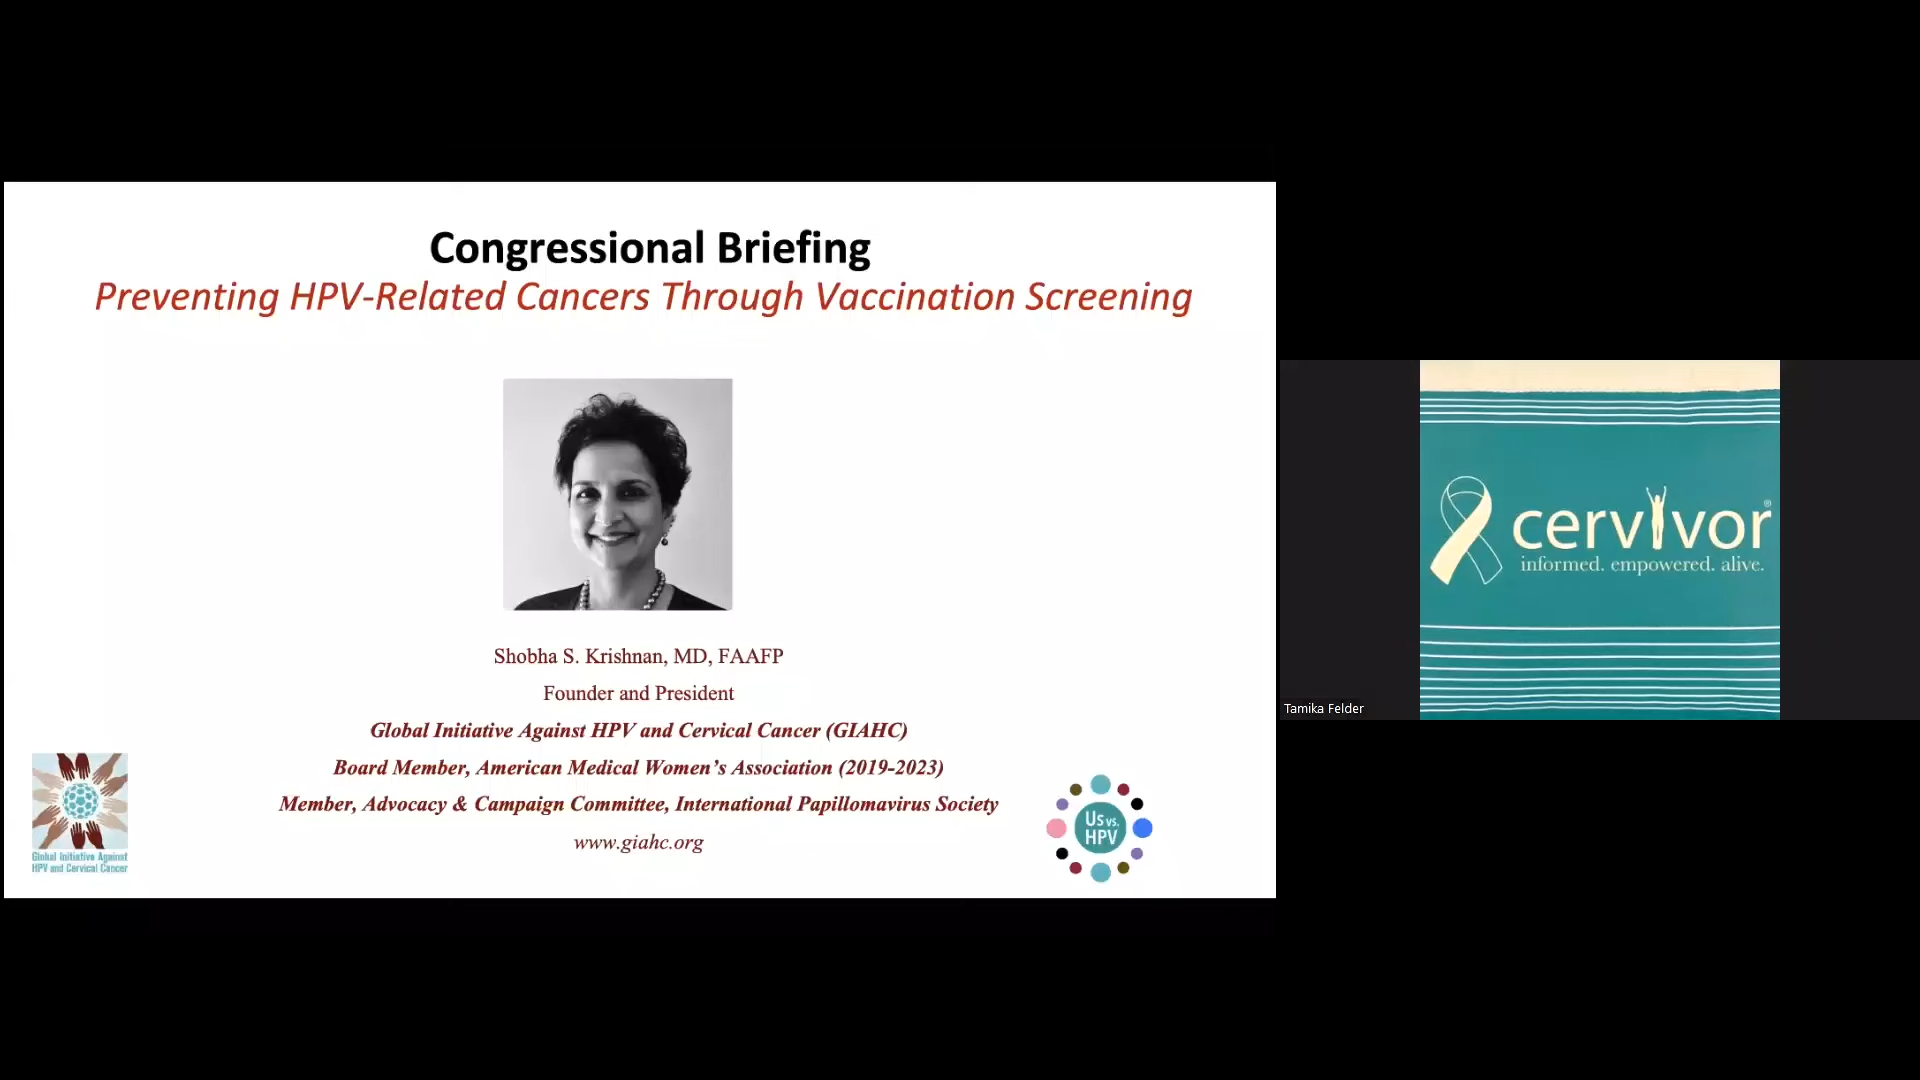 Congressional Briefing
Preventing HPV-Related Cancers Through Vaccination Screening
Shobha S. Krishnan, MD, FAAFP
Founder and President
Global Initiative Against HPV and Cervical Cancer (GIAHC)
Board Member, American Medical Women's Association (2019-2023)
Member, Advocacy & Campaign Committee, International Papillomavirus Society
www.giahc.org
Global Initiative Against
HPV and Cervical Cancer
Us vs.
HPV
cervivor®
informed. empowered. alive.
Tamika Felder